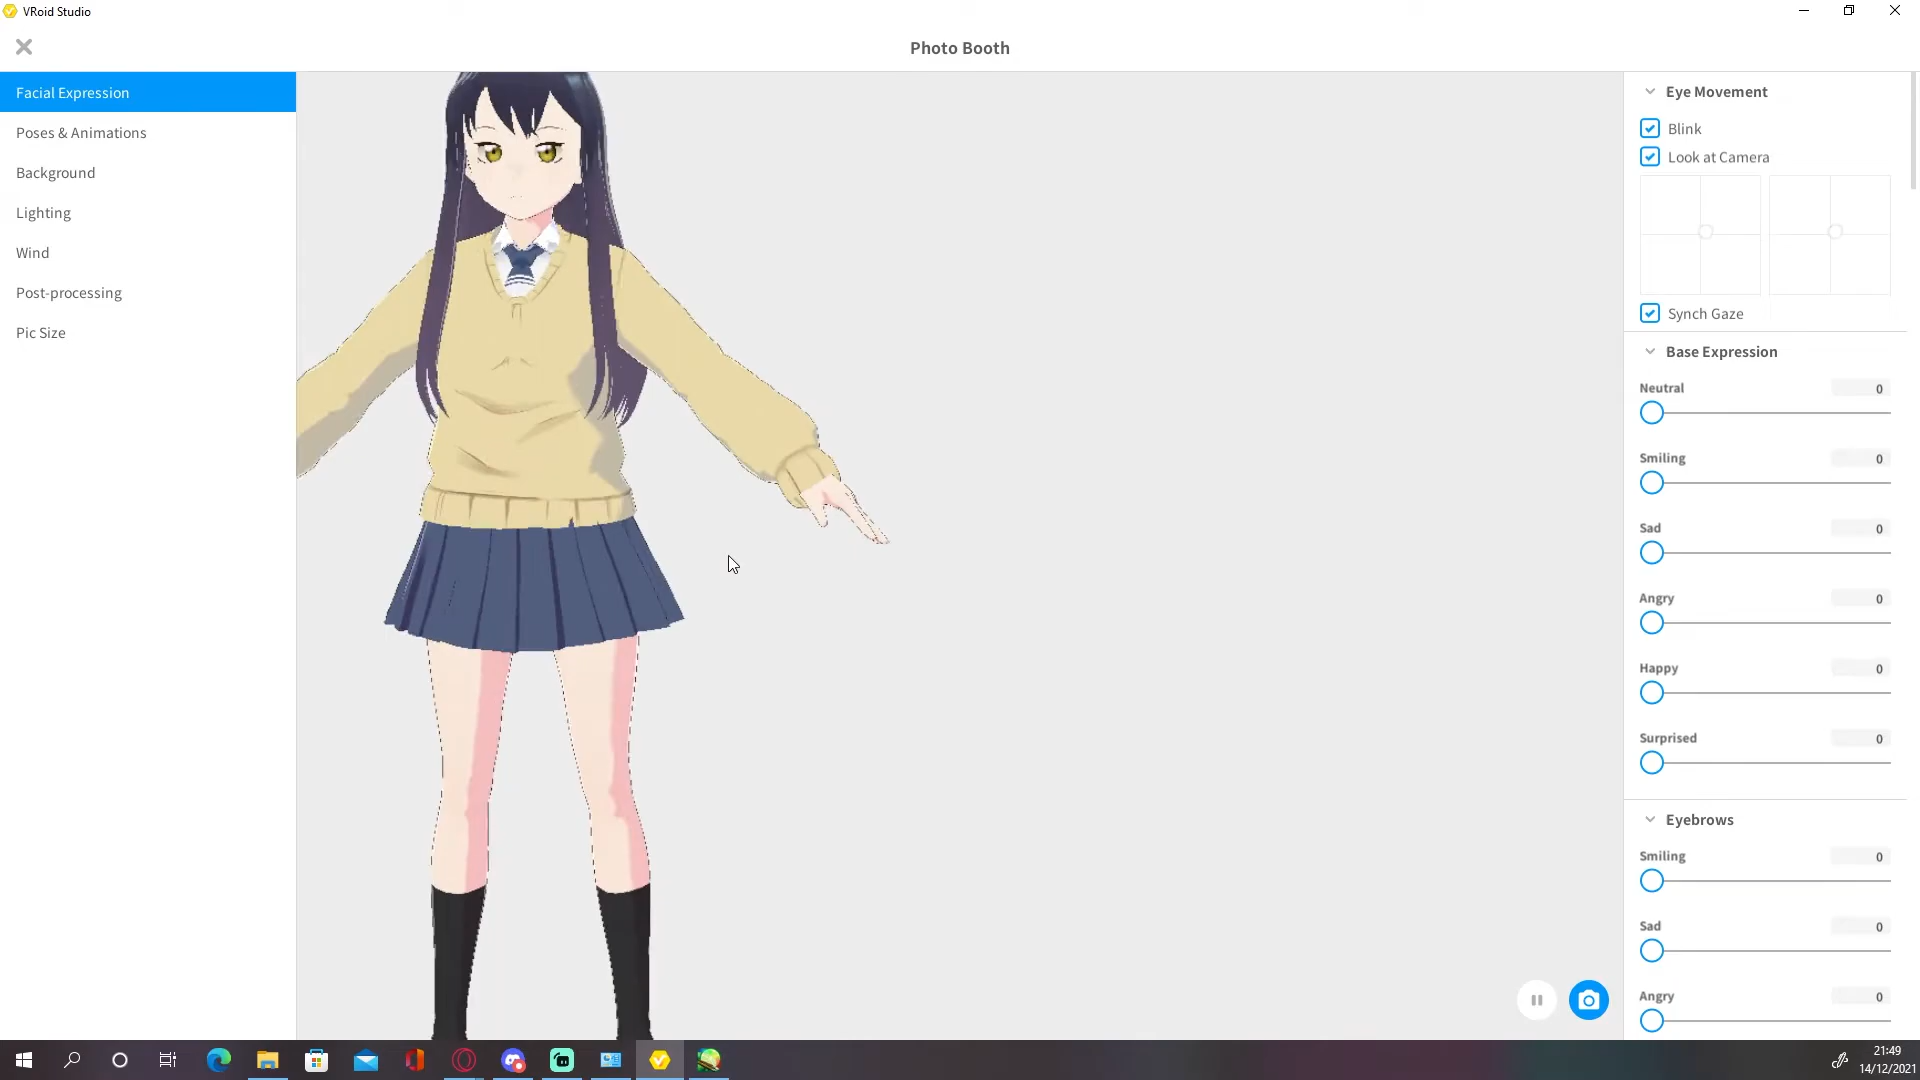 VRoid Studio
Photo Booth
Facial Expression
Poses & Animations
Background
Lighting
Wind
Post-processing
Pic Size
Eye Movement
Blink
Look at Camera
Synch Gaze
Base Expression
Neutral 0
Smiling 0
Sad 0
Angry 0
Happy 0
Surprised 0
Eyebrows
Smiling 0
Sad 0
Angry 0
21:49
14/12/2021